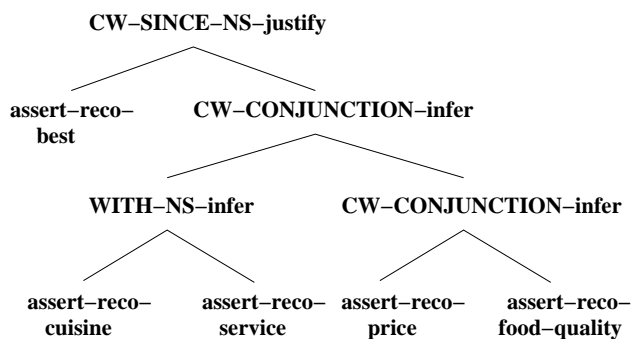 CW–SINCE–NS–justify
assert–reco–
best
CW–CONJUNCTION–infer
WITH–NS–infer
CW–CONJUNCTION–infer
assert–reco–
cuisine
assert–reco–
service
assert–reco–
price
assert–reco–
food–quality